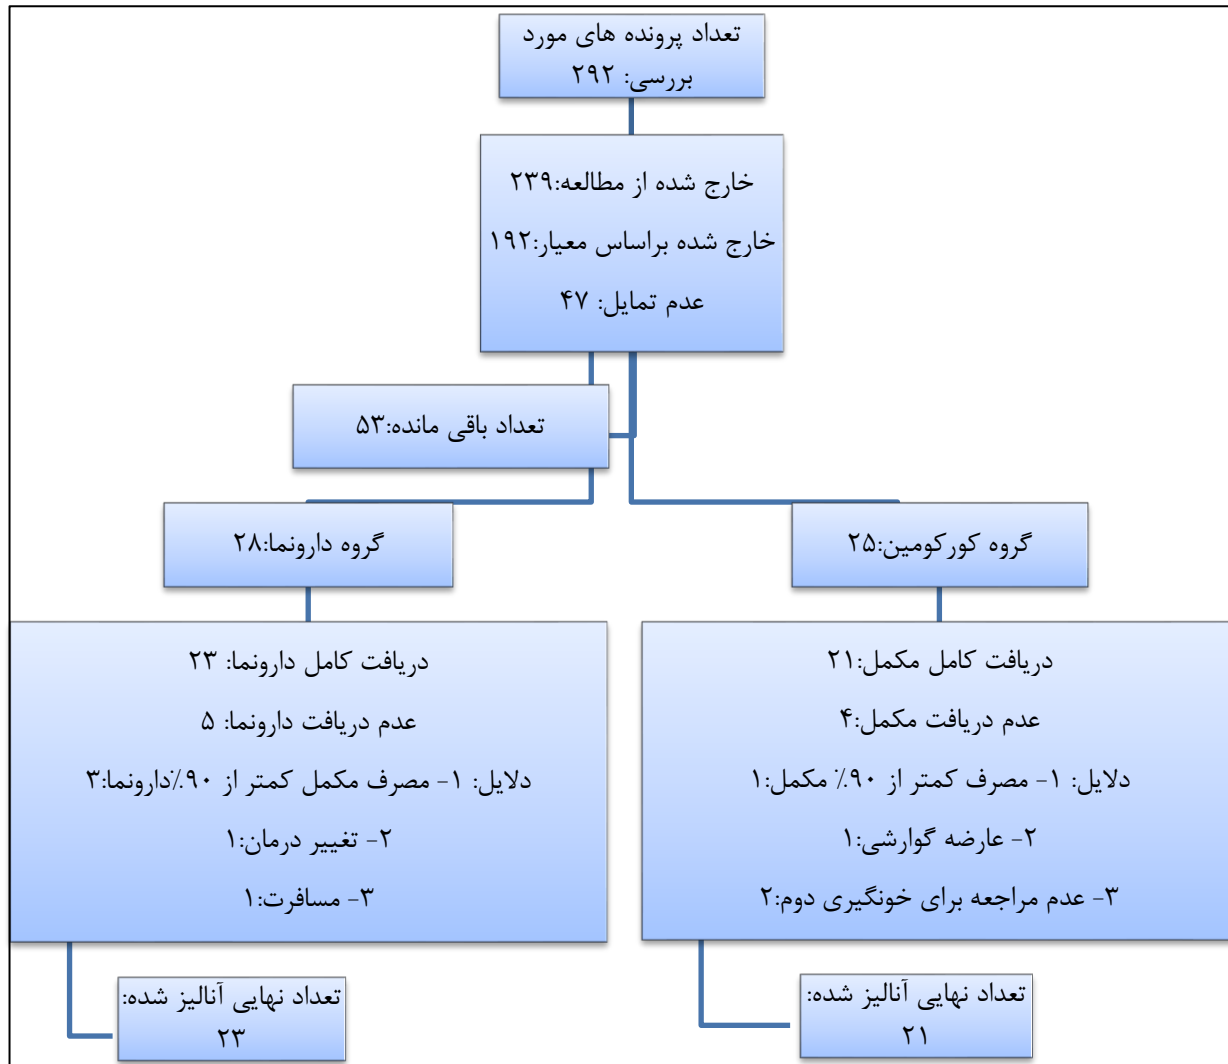 تعداد پرونده های مورد
بررسی: ۲۹۲
خارج شده از مطالعه:۲۳۹
خارج شده براساس معیار:۱۹۲
عدم تمایل: ۴۷
تعداد باقی مانده:۵۳
گروه کورکومین:۲۵
گروه دارونما:۲۸
دریافت کامل مکمل:۲۱
عدم دریافت مکمل:۴
دلایل: ۱- مصرف کمتر از ۹۰٪ مکمل:۱
۲- عارضه گوارشی:۱
۳- عدم مراجعه برای خونگیری دوم:۲
دریافت کامل دارونما: ۲۳
عدم دریافت دارونما: ۵
دلایل: ۱- مصرف مکمل کمتر از ۹۰٪دارونما:۳
۲- تغییر درمان:۱
۳- مسافرت:۱
تعداد نهایی آنالیز شده:
۲۱
تعداد نهایی آنالیز شده:
۲۳